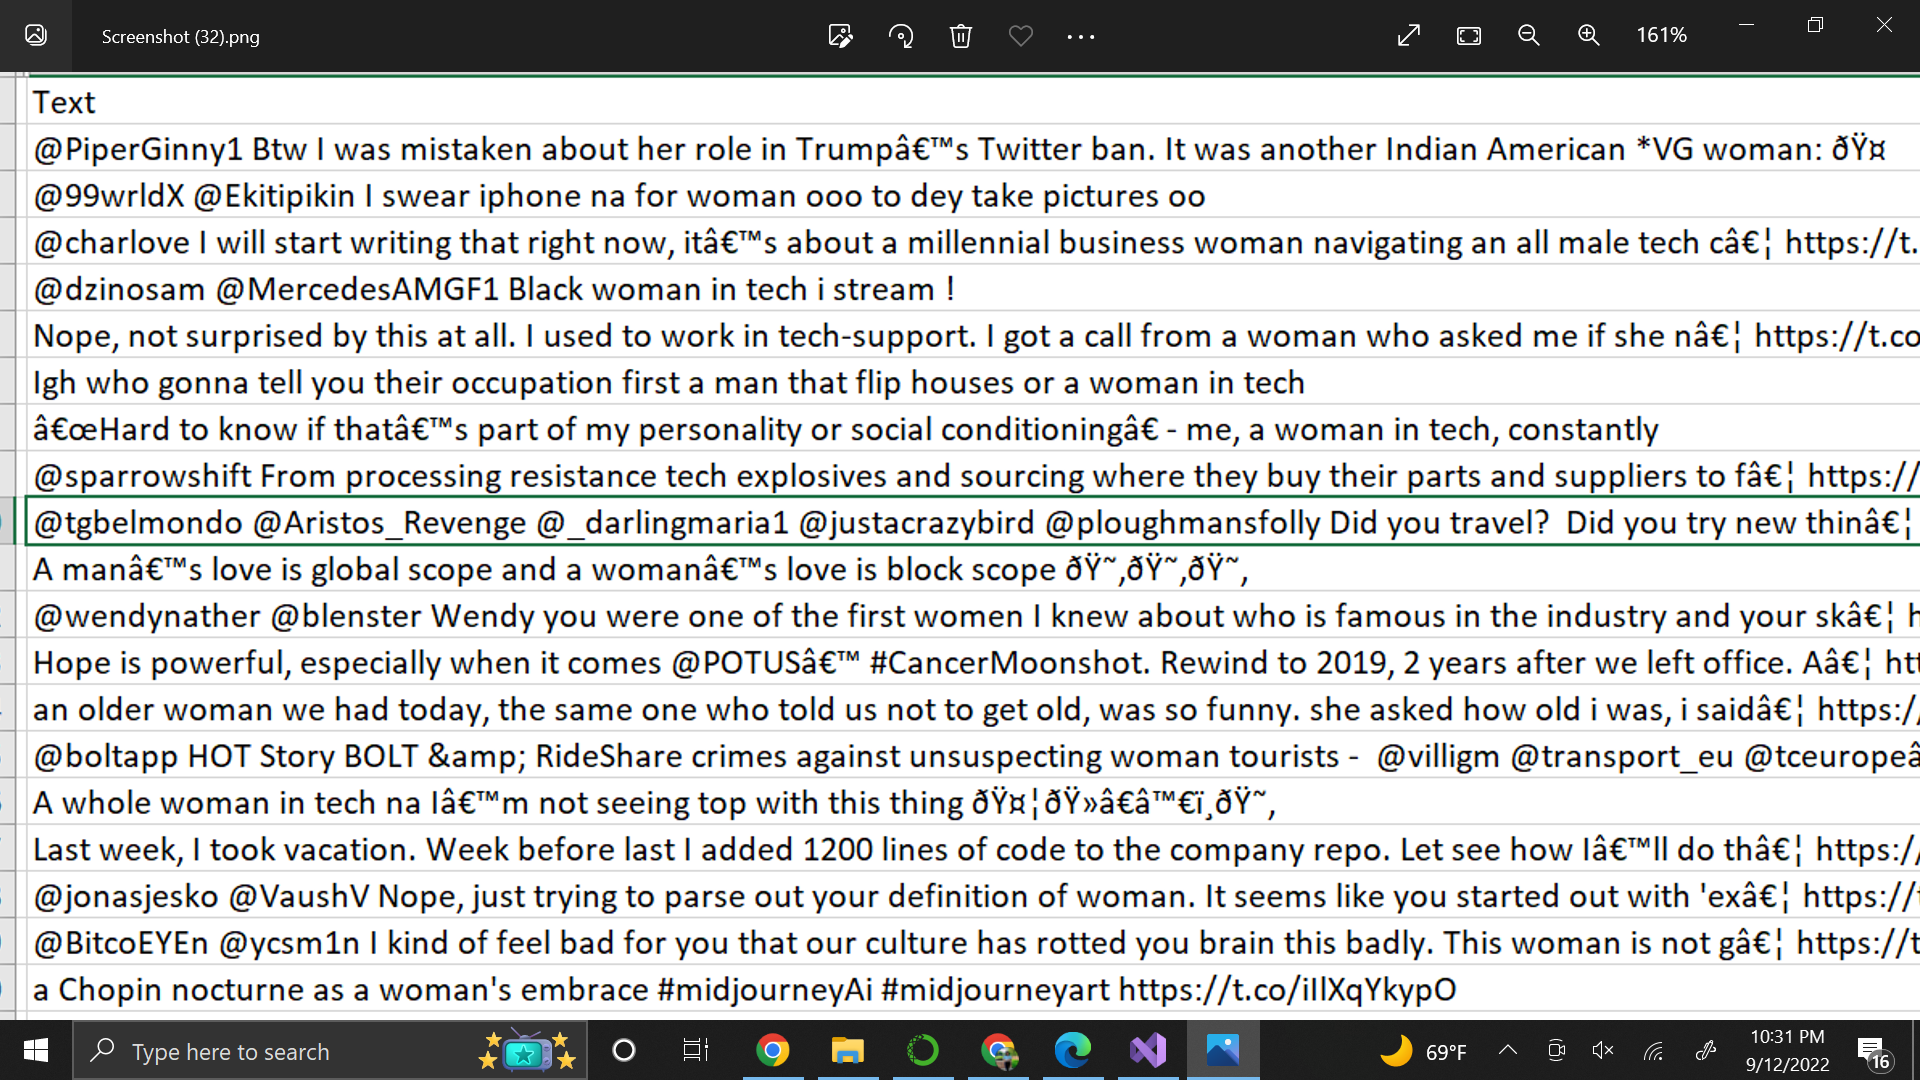 Screenshot (32).png
161%
Text
@PiperGinny1 Btw I was mistaken about her role in Trumpâ€™s Twitter ban. It was another Indian American *VG woman: ðŸ¤
@99wrldX @Ekitipikin I swear iphone na for woman ooo to dey take pictures oo
@charlove I will start writing that right now, itâ€™s about a millennial business woman navigating an all male tech câ€¦ https://t.
@dzinosam @MercedesAMGF1 Black woman in tech i stream !
Nope, not surprised by this at all. I used to work in tech-support. I got a call from a woman who asked me if she nâ€¦ https://t.co
Igh who gonna tell you their occupation first a man that flip houses or a woman in tech
â€œHard to know if thatâ€™s part of my personality or social conditioningâ€ - me, a woman in tech, constantly
@sparrowshift From processing resistance tech explosives and sourcing where they buy their parts and suppliers to fâ€¦ https://
@tgbelmondo @Aristos_Revenge @_darlingmaria1 @justacrazybird @ploughmansfolly Did you travel?  Did you try new thinâ€¦
A manâ€™s love is global scope and a womanâ€™s love is block scope ðŸ˜‚ðŸ˜‚ðŸ˜‚
@wendynather @blenster Wendy you were one of the first women I knew about who is famous in the industry and your skâ€¦ h
Hope is powerful, especially when it comes @POTUSâ€™ #CancerMoonshot. Rewind to 2019, 2 years after we left office. Aâ€¦ htt
an older woman we had today, the same one who told us not to get old, was so funny. she asked how old i was, i saidâ€¦ https:/
@boltapp HOT Story BOLT &amp; RideShare crimes against unsuspecting woman tourists -  @villigm @transport_eu @tceuropeâ
A whole woman in tech na Iâ€™m not seeing top with this thing ðŸ¤¦ðŸ»â€â™€ï¸ðŸ˜‚
Last week, I took vacation. Week before last I added 1200 lines of code to the company repo. Let see how Iâ€™ll do thâ€¦ https:/
@jonasjesko @VaushV Nope, just trying to parse out your definition of woman. It seems like you started out with 'exâ€¦ https://t
@BitcoEYEn @ycsm1n I kind of feel bad for you that our culture has rotted you brain this badly. This woman is not gâ€¦ https://t
a Chopin nocturne as a woman's embrace #midjourneyAi #midjourneyart https://t.co/iIlXqYkypO
Type here to search
69°F
10:31 PM
9/12/2022
16